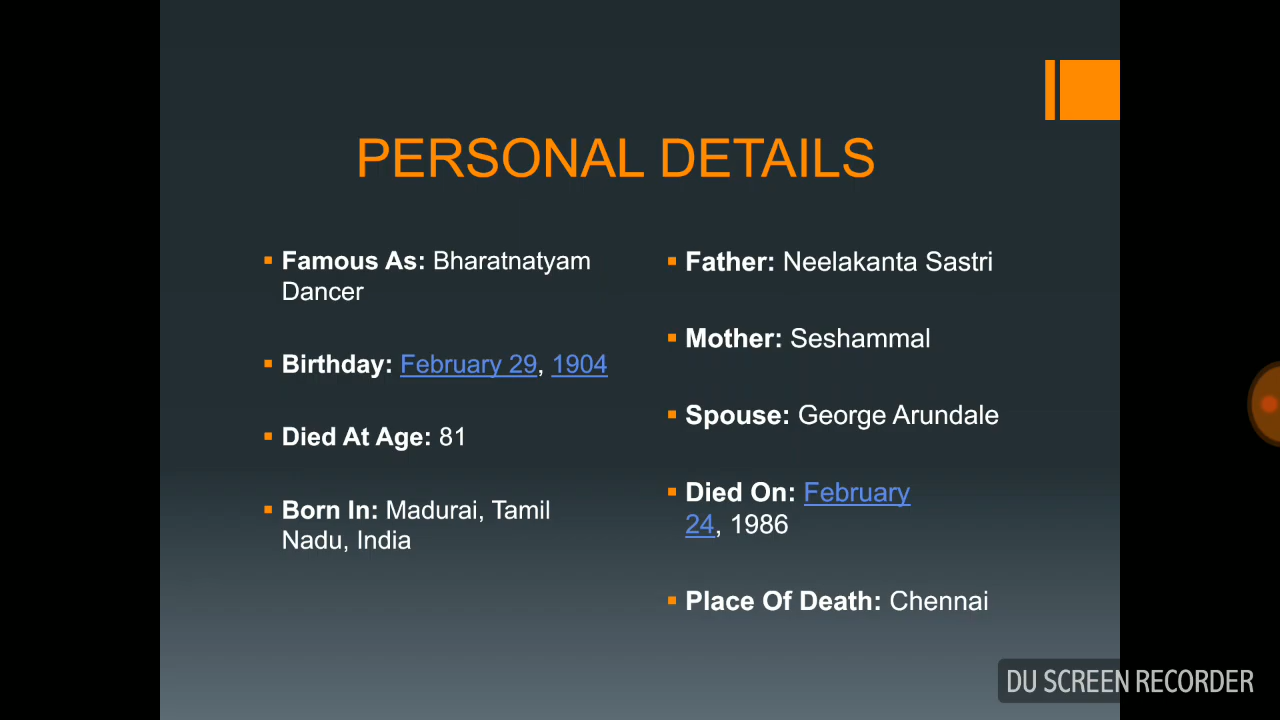 PERSONAL DETAILS
▪ Famous As: Bharatnatyam
Dancer
▪ Birthday: February 29, 1904
▪ Died At Age: 81
▪ Born In: Madurai, Tamil
Nadu, India
▪ Father: Neelakanta Sastri
▪ Mother: Seshammal
▪ Spouse: George Arundale
▪ Died On: February
24, 1986
▪ Place Of Death: Chennai
DU SCREEN RECORDER